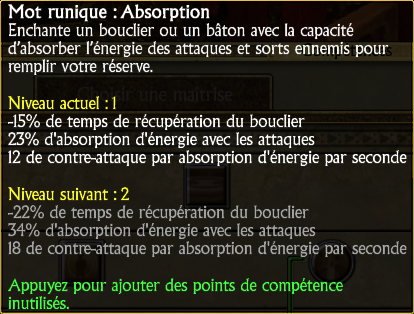 Mot runique : Absorption
Enchante un bouclier ou un bâton avec la capacité
d'absorber l'énergie des attaques et sorts ennemis pour
remplir votre réserve.
Choisir une maîtrise
Niveau actuel : 1
-15% de temps de récupération du bouclier
23% d'absorption d'énergie avec les attaques
12 de contre-attaque par absorption d'énergie par seconde
Niveau suivant : 2
-22% de temps de récupération du bouclier
34% d'absorption d'énergie avec les attaques
18 de contre-attaque par absorption d'énergie par seconde
Appuyez pour ajouter des points de compétence
inutilisés.